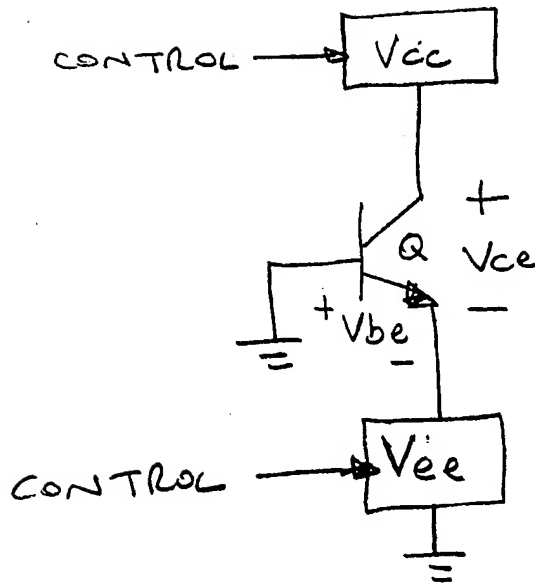 CONTROL
Vcc
+
Q
Vce
+
Vbe
-
-
CONTROL
Vee